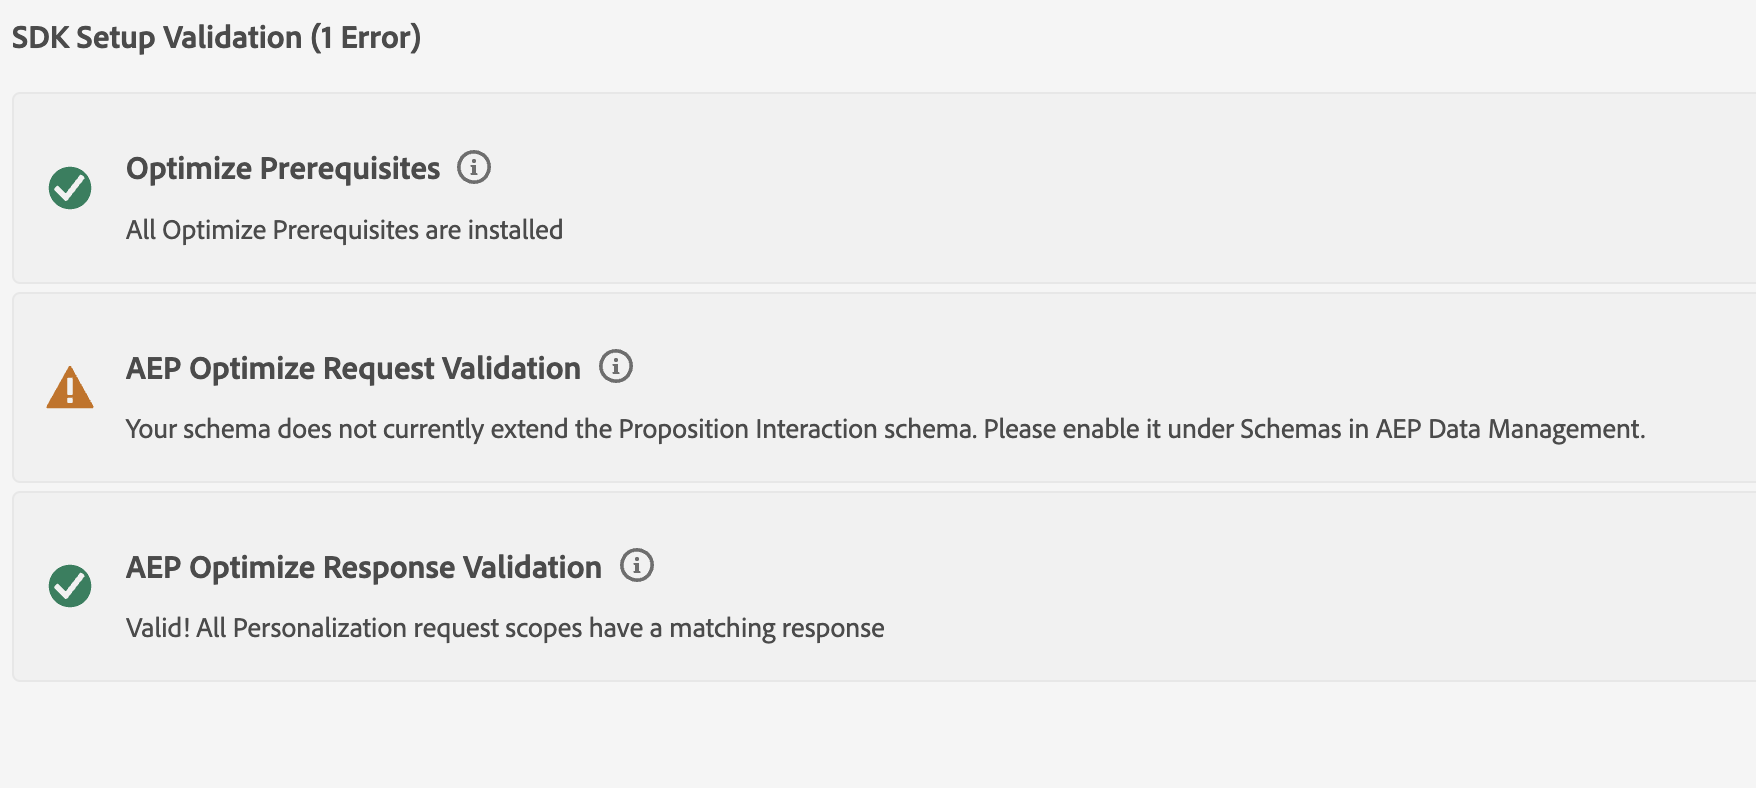 SDK Setup Validation (1 Error)
Optimize Prerequisites
All Optimize Prerequisites are installed
AEP Optimize Request Validation
Your schema does not currently extend the Proposition Interaction schema. Please enable it under Schemas in AEP Data Management.
AEP Optimize Response Validation
Valid! All Personalization request scopes have a matching response